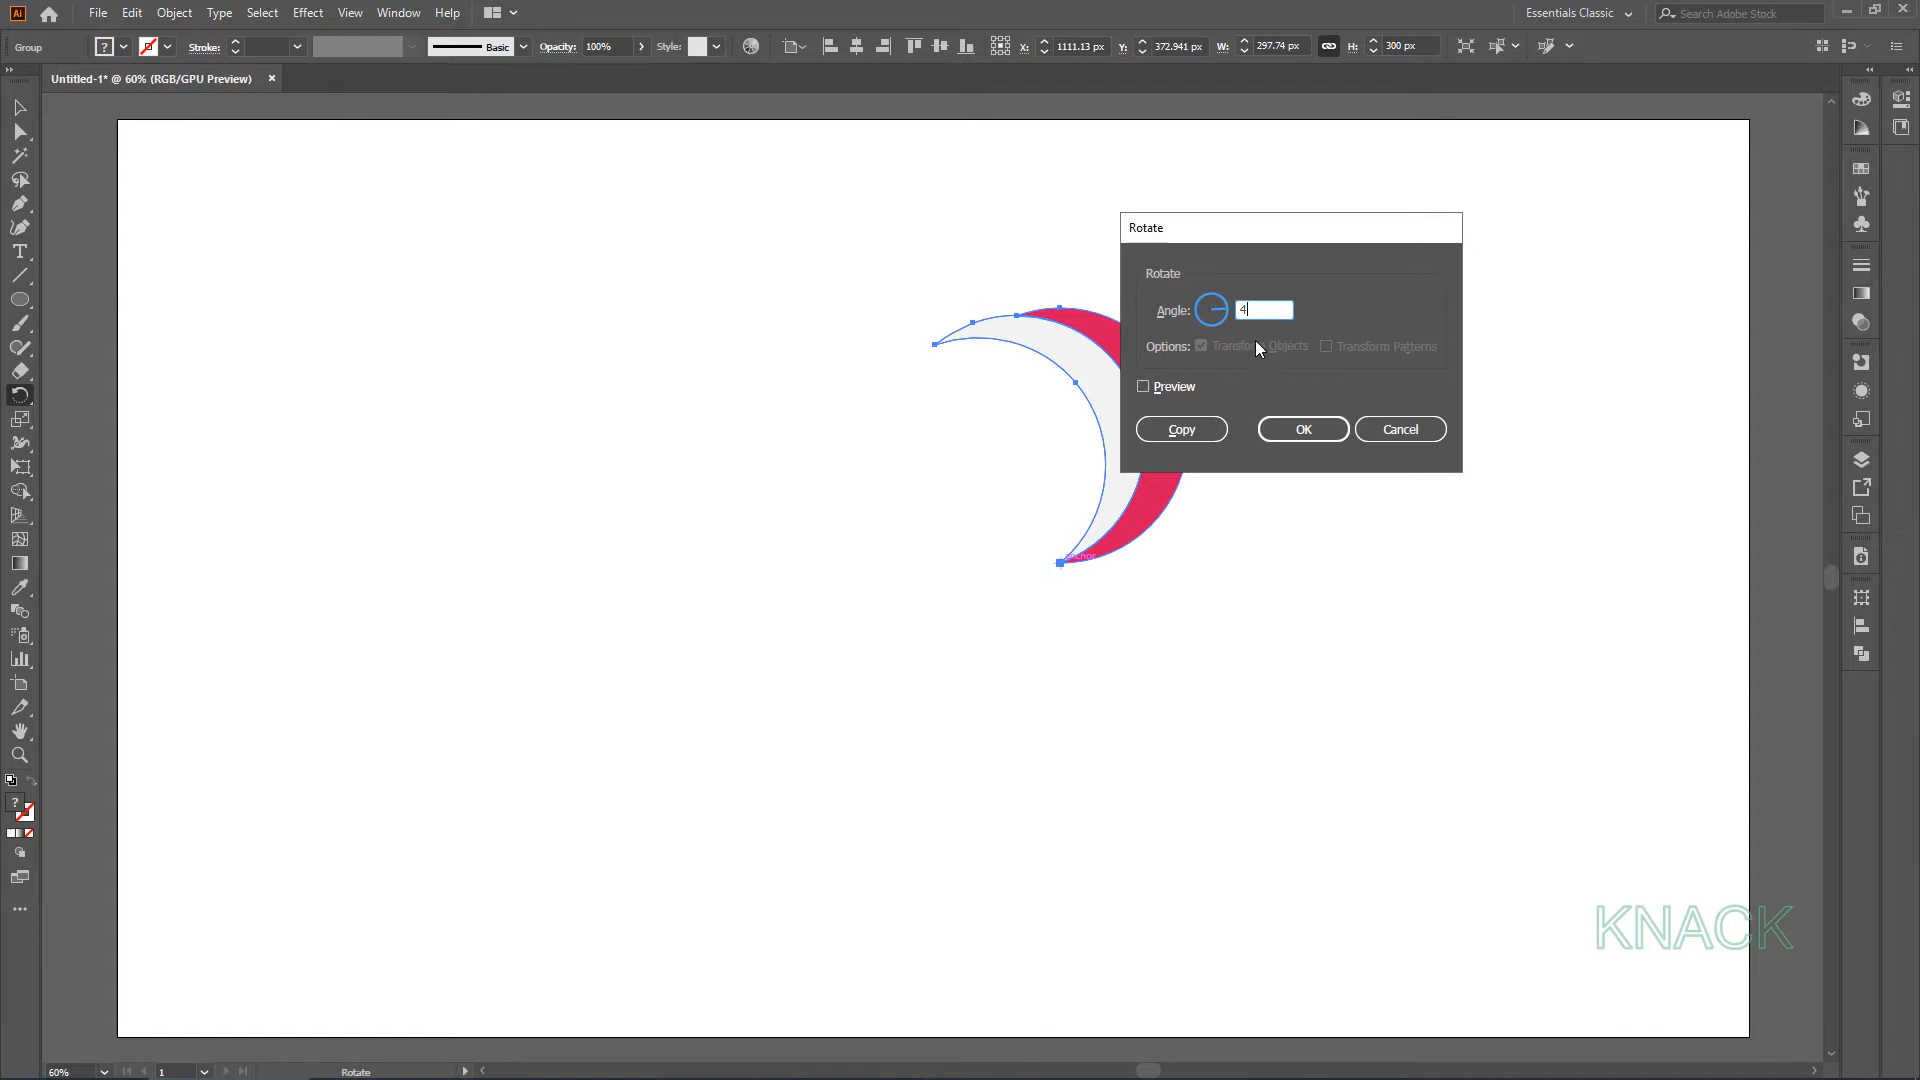 Ai File Edit Object Type Select Effect View Window Help Essentials Classic Search Adobe Stock
Group ? Stroke: Basic Opacity: 100% Style: X: 1111.13 px Y: 372.941 px W: 297.74 px H: 300 px
Untitled-1* @ 60% (RGB/GPU Preview)
Rotate
Rotate
Angle: 4
Options: Transform Objects Transform Patterns
Preview
Copy OK Cancel
anchor
?
KNACK
60% 1 Rotate